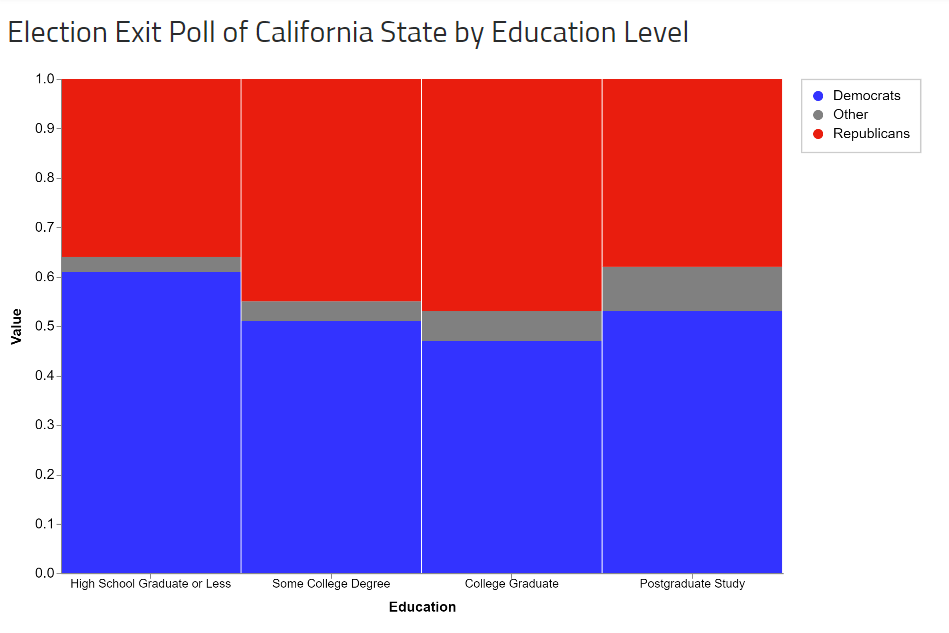 Election Exit Poll of California State by Education Level
1.0
0.9
0.8
0.7
0.6
0.5
0.4
0.3
0.2
0.1
0.0
Value
High School Graduate or Less
Some College Degree
College Graduate
Postgraduate Study
Education
Democrats
Other
Republicans